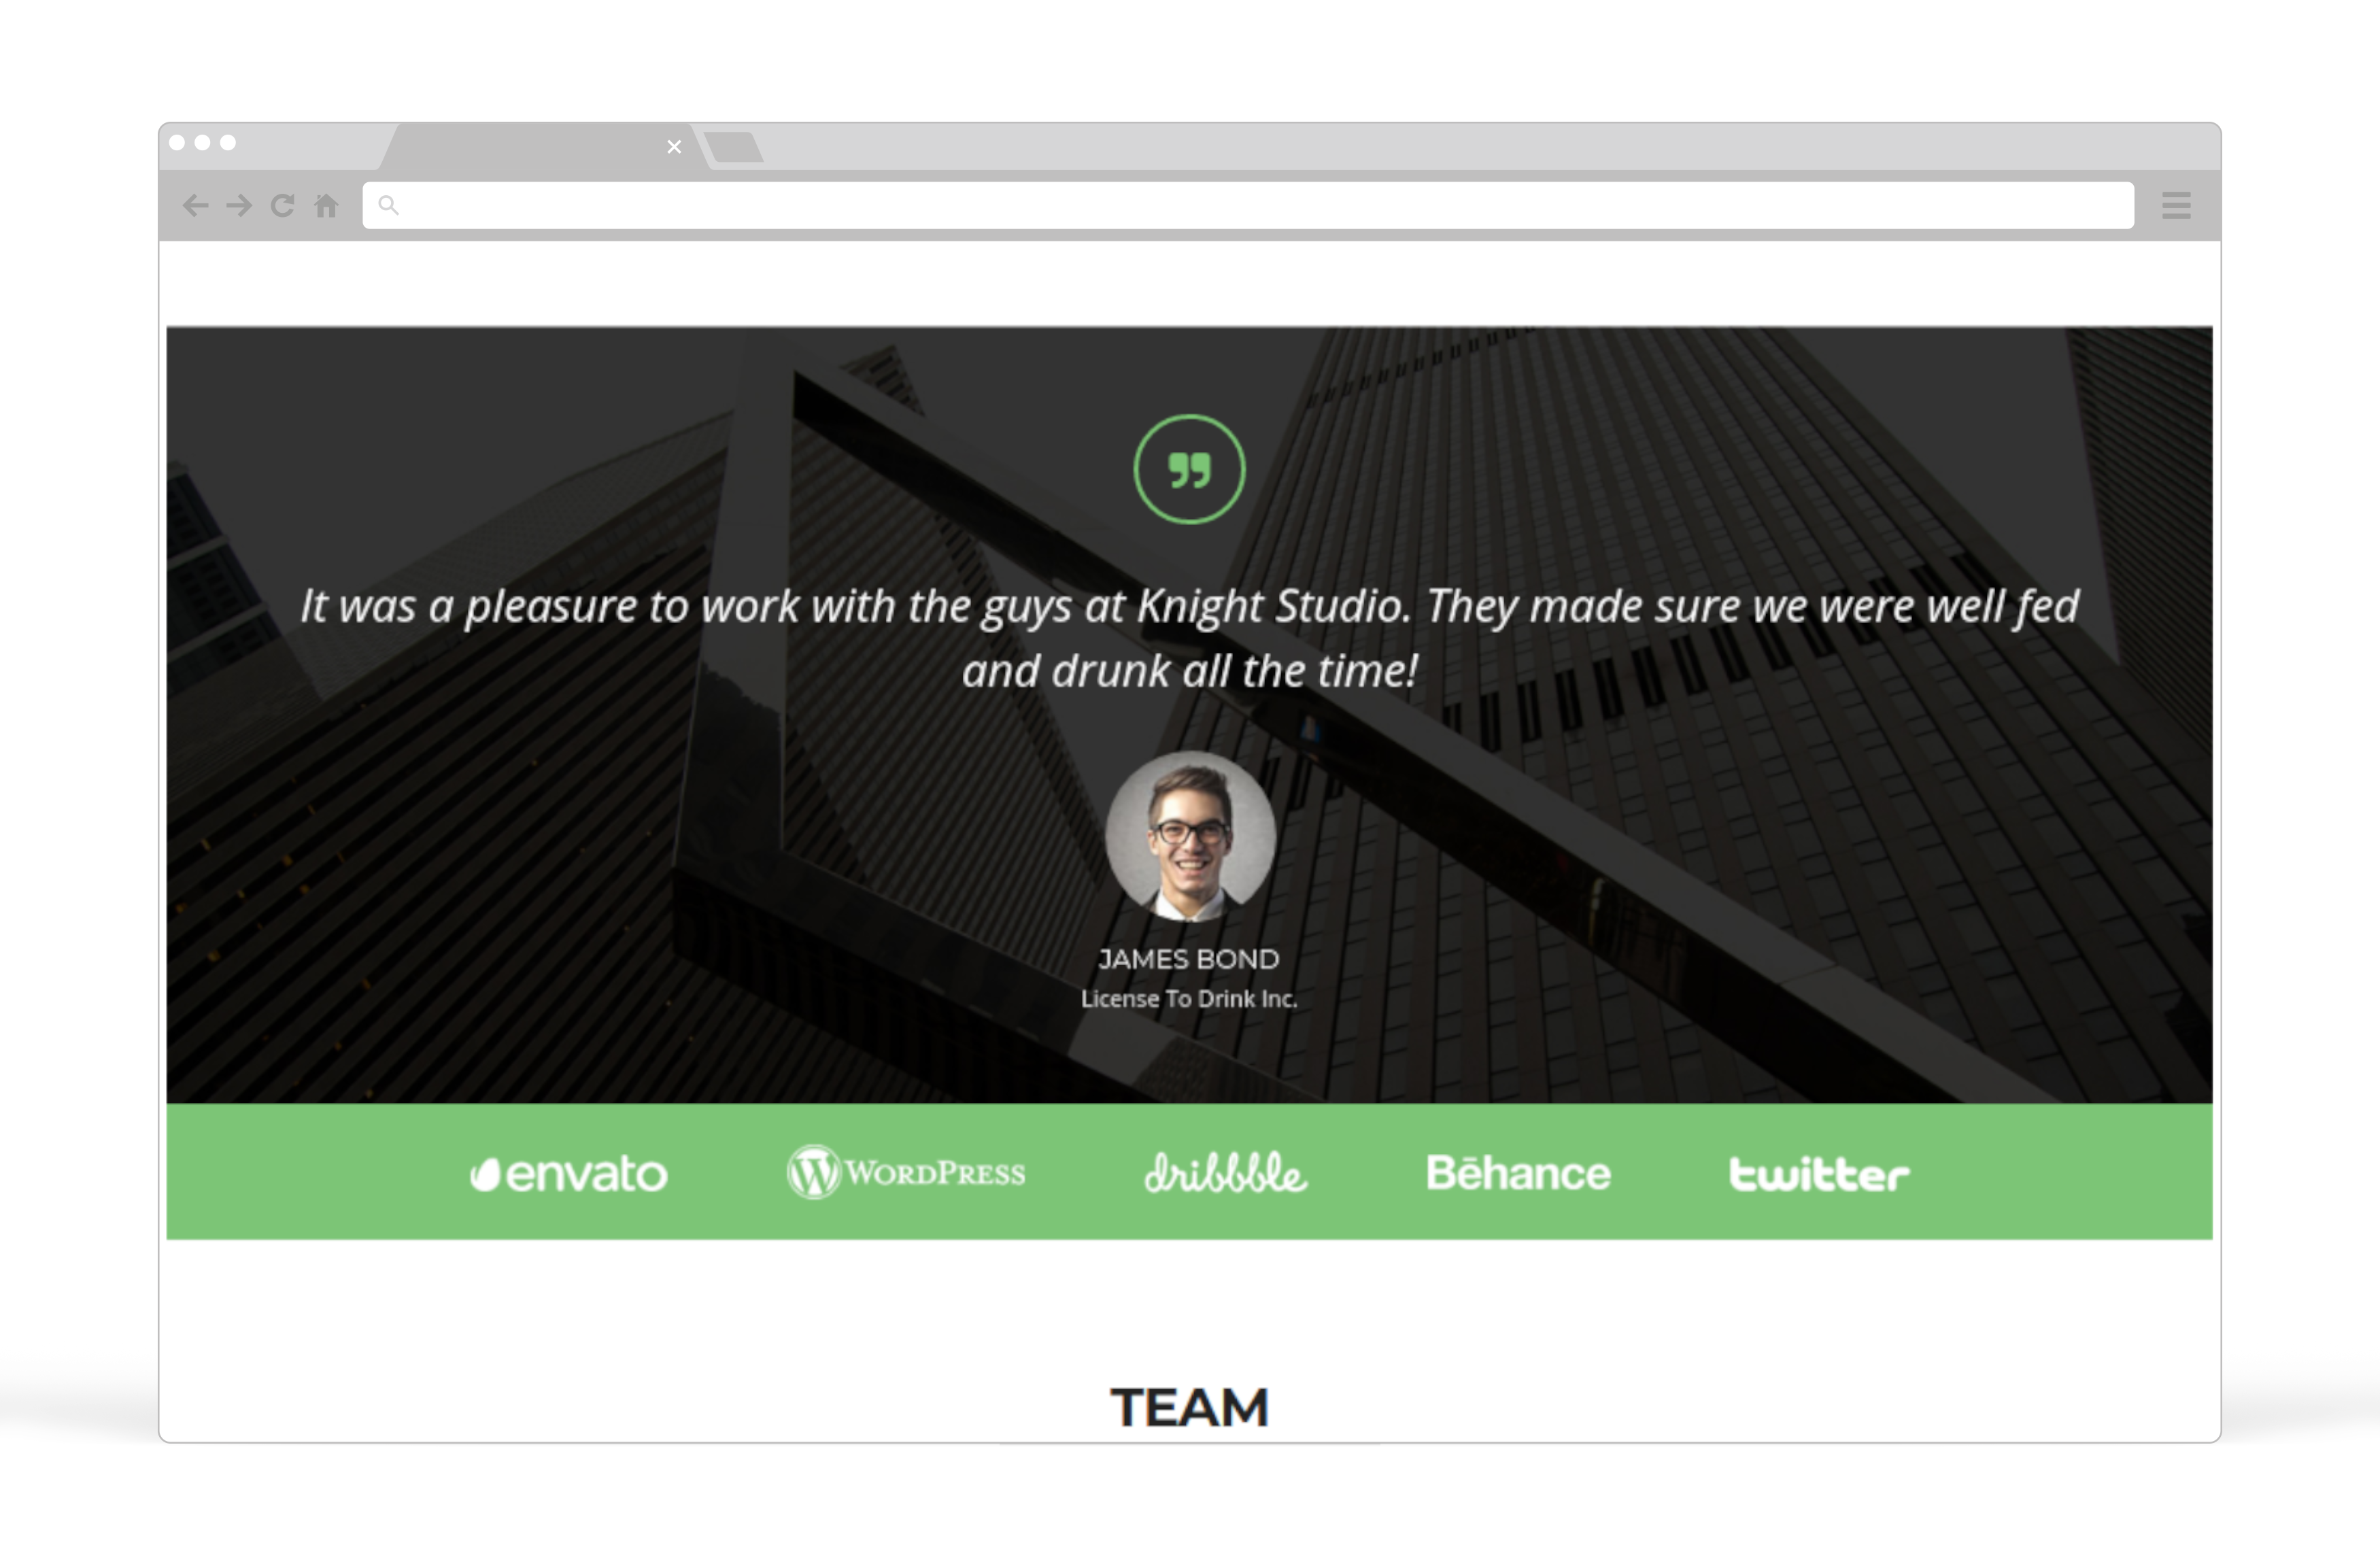 It was a pleasure to work with the guys at Knight Studio. They made sure we were well fed
and drunk all the time!
JAMES BOND
License To Drink Inc.
envato WORDPRESS dribbble Bēhance twitter
TEAM